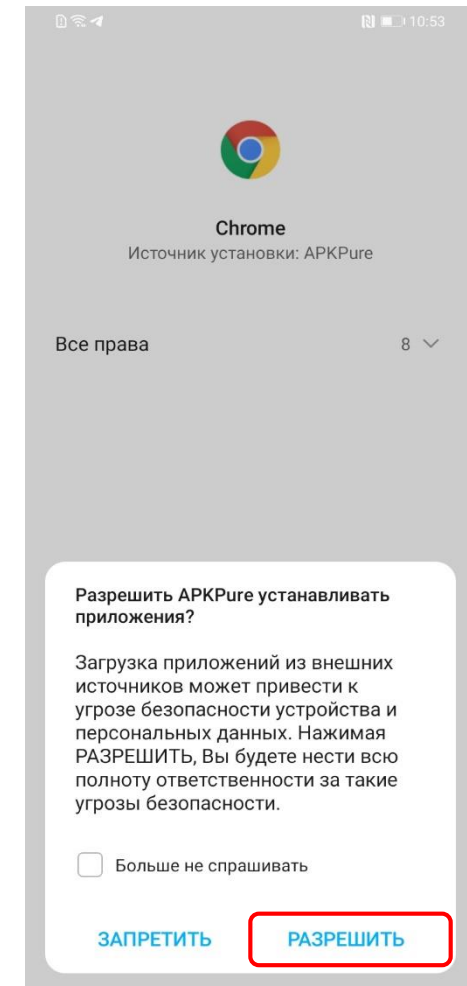 10:53
Chrome
Источник установки: APKPure
Все права 8
Разрешить APKPure устанавливать
приложения?
Загрузка приложений из внешних
источников может привести к
угрозе безопасности устройства и
персональных данных. Нажимая
РАЗРЕШИТЬ, Вы будете нести всю
полноту ответственности за такие
угрозы безопасности.
Больше не спрашивать
ЗАПРЕТИТЬ РАЗРЕШИТЬ